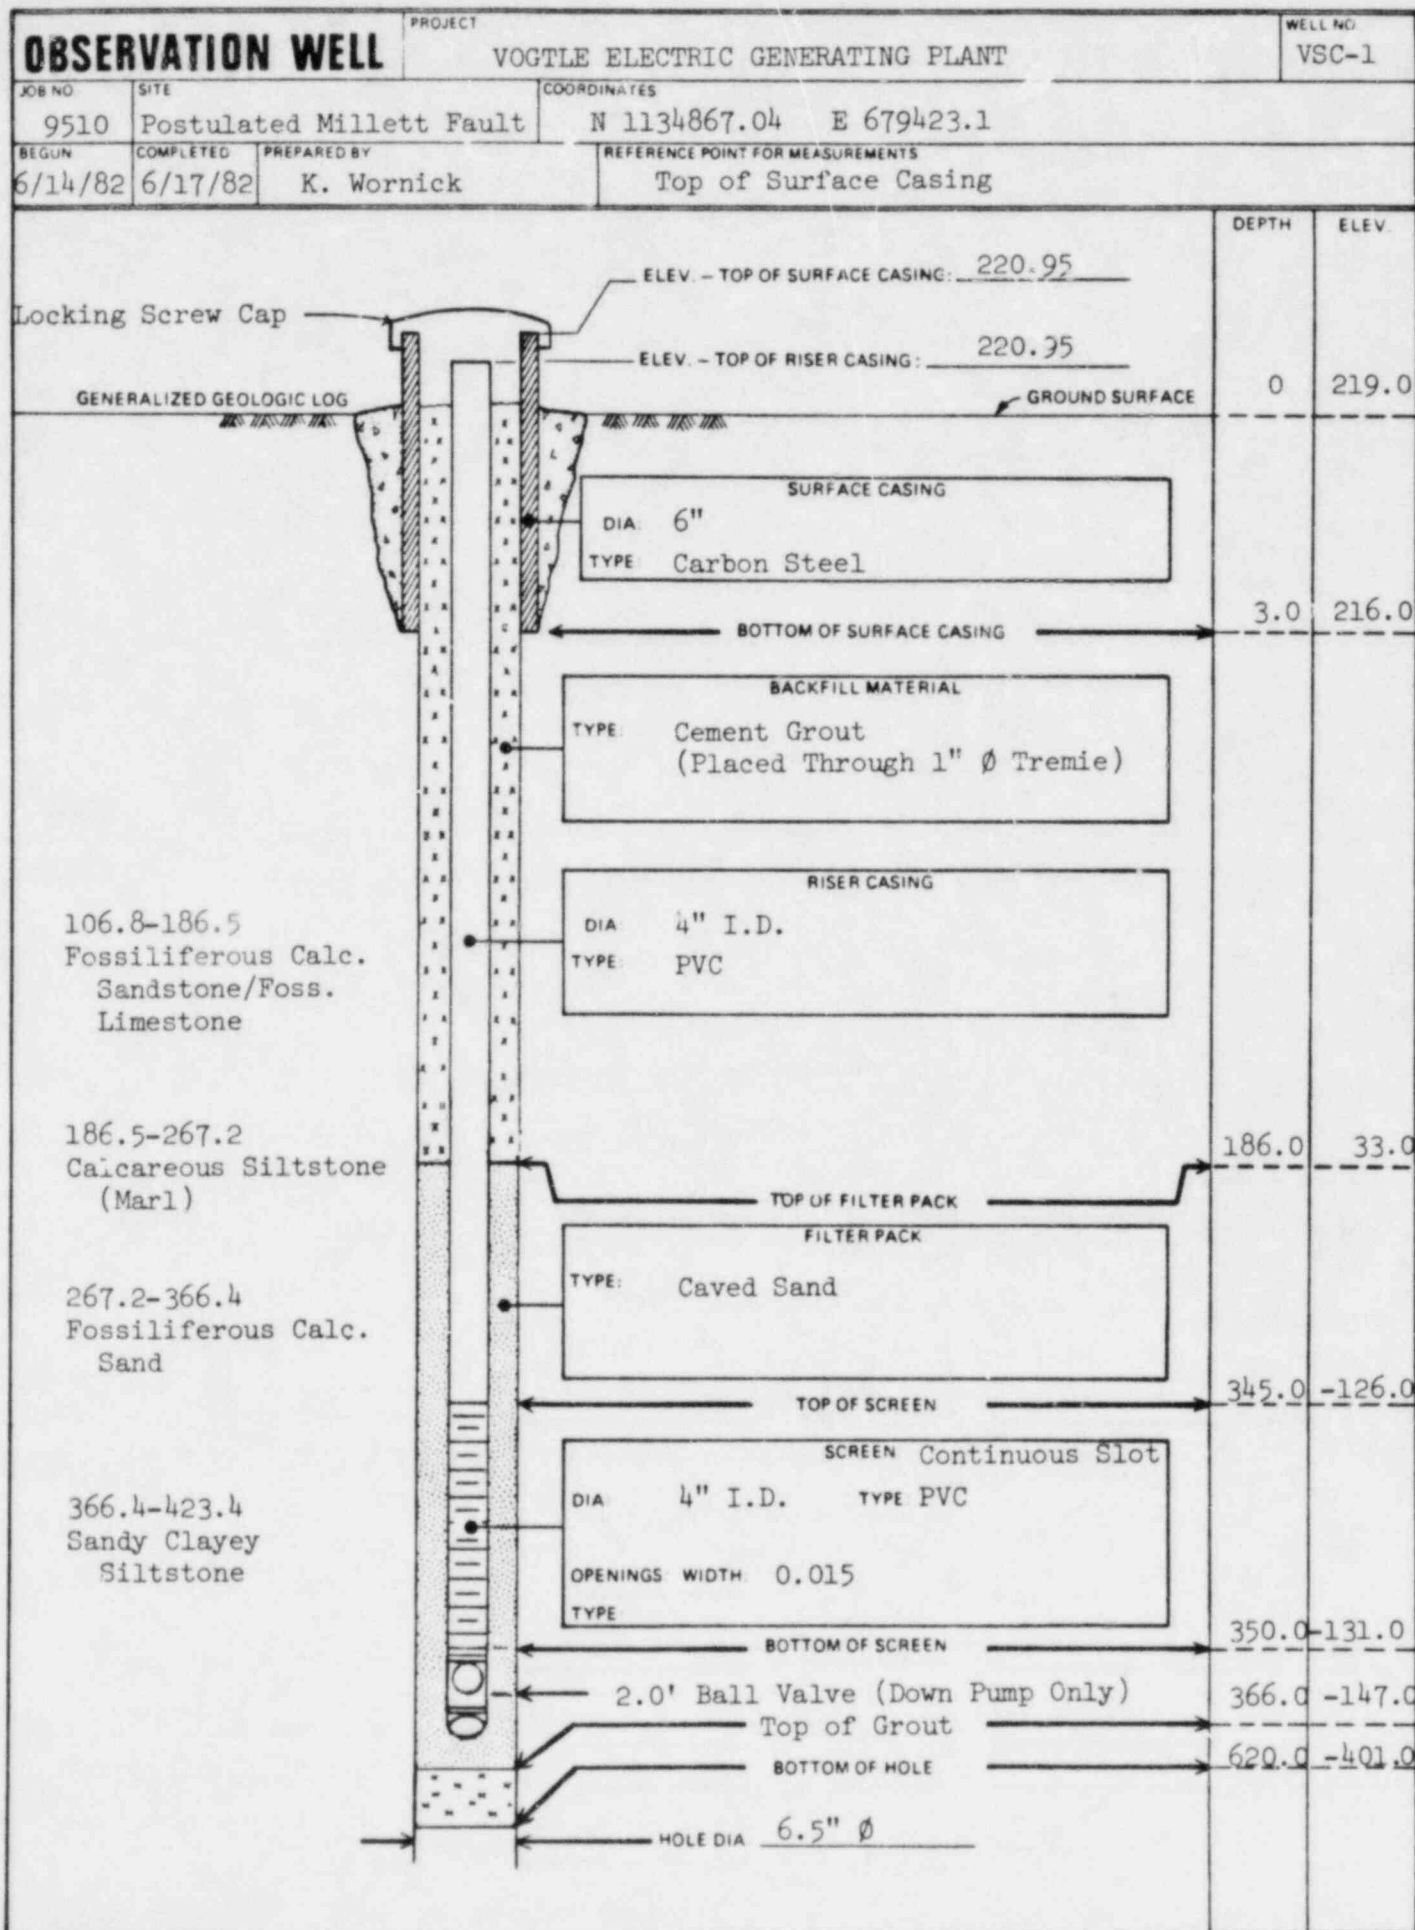 OBSERVATION WELL
PROJECT
VOGTLE ELECTRIC GENERATING PLANT
WELL NO
VSC-1
JOB NO
9510
SITE
Postulated Millett Fault
COORDINATES
N 1134867.04 E 679423.1
BEGUN
6/14/82
COMPLETED
6/17/82
PREPARED BY
K. Wornick
REFERENCE POINT FOR MEASUREMENTS
Top of Surface Casing
DEPTH ELEV.
ELEV. - TOP OF SURFACE CASING: 220.95
Locking Screw Cap
ELEV. - TOP OF RISER CASING: 220.35
GENERALIZED GEOLOGIC LOG
GROUND SURFACE
0 219.0
SURFACE CASING
DIA: 6"
TYPE: Carbon Steel
BOTTOM OF SURFACE CASING
3.0 216.0
BACKFILL MATERIAL
TYPE: Cement Grout
(Placed Through 1" Ø Tremie)
RISER CASING
DIA: 4" I.D.
TYPE: PVC
106.8-186.5
Fossiliferous Calc.
Sandstone/Foss.
Limestone
186.5-267.2
Calcareous Siltstone
(Marl)
186.0 33.0
TOP OF FILTER PACK
FILTER PACK
TYPE: Caved Sand
267.2-366.4
Fossiliferous Calc.
Sand
TOP OF SCREEN
345.0 -126.0
SCREEN Continuous Slot
DIA 4" I.D. TYPE PVC
OPENINGS WIDTH 0.015
TYPE
366.4-423.4
Sandy Clayey
Siltstone
BOTTOM OF SCREEN
350.0 -131.0
2.0' Ball Valve (Down Pump Only)
Top of Grout
366.0 -147.0
BOTTOM OF HOLE
620.0 -401.0
HOLE DIA 6.5" Ø